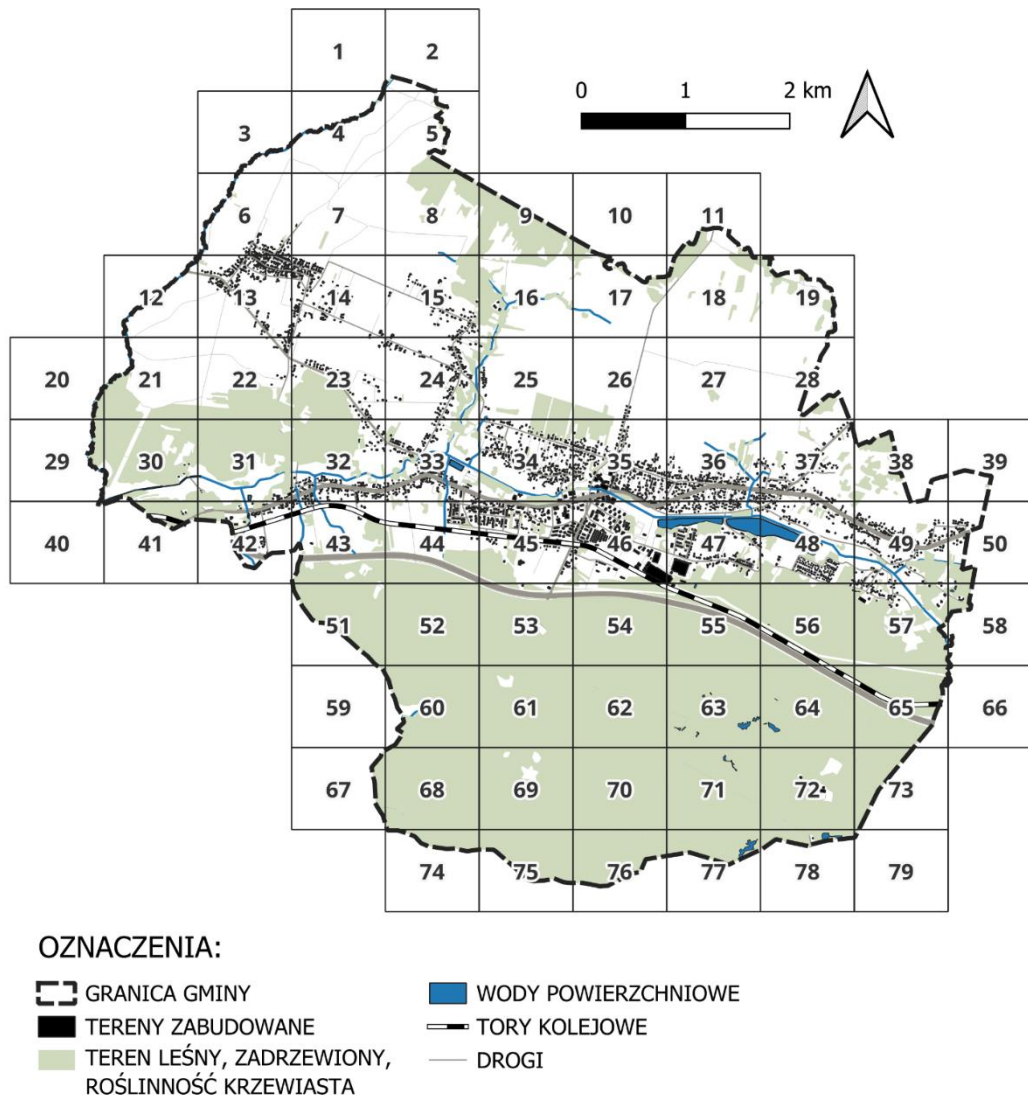 1 2
0 1 2 km
3 4 5
6 7 8 9 10 11
12 13 14 15 16 17 18 19
20 21 22 23 24 25 26 27 28
29 30 31 32 33 34 35 36 37 38 39
40 41 42 43 44 45 46 47 48 49 50
51 52 53 54 55 56 57 58
59 60 61 62 63 64 65 66
67 68 69 70 71 72 73
74 75 76 77 78 79
OZNACZENIA:
GRANICA GMINY
TERENY ZABUDOWANE
TEREN LEŚNY, ZADRZEWIONY,
ROŚLINNOŚĆ KRZEWIASTA
WODY POWIERZCHNIOWE
TORY KOLEJOWE
DROGI